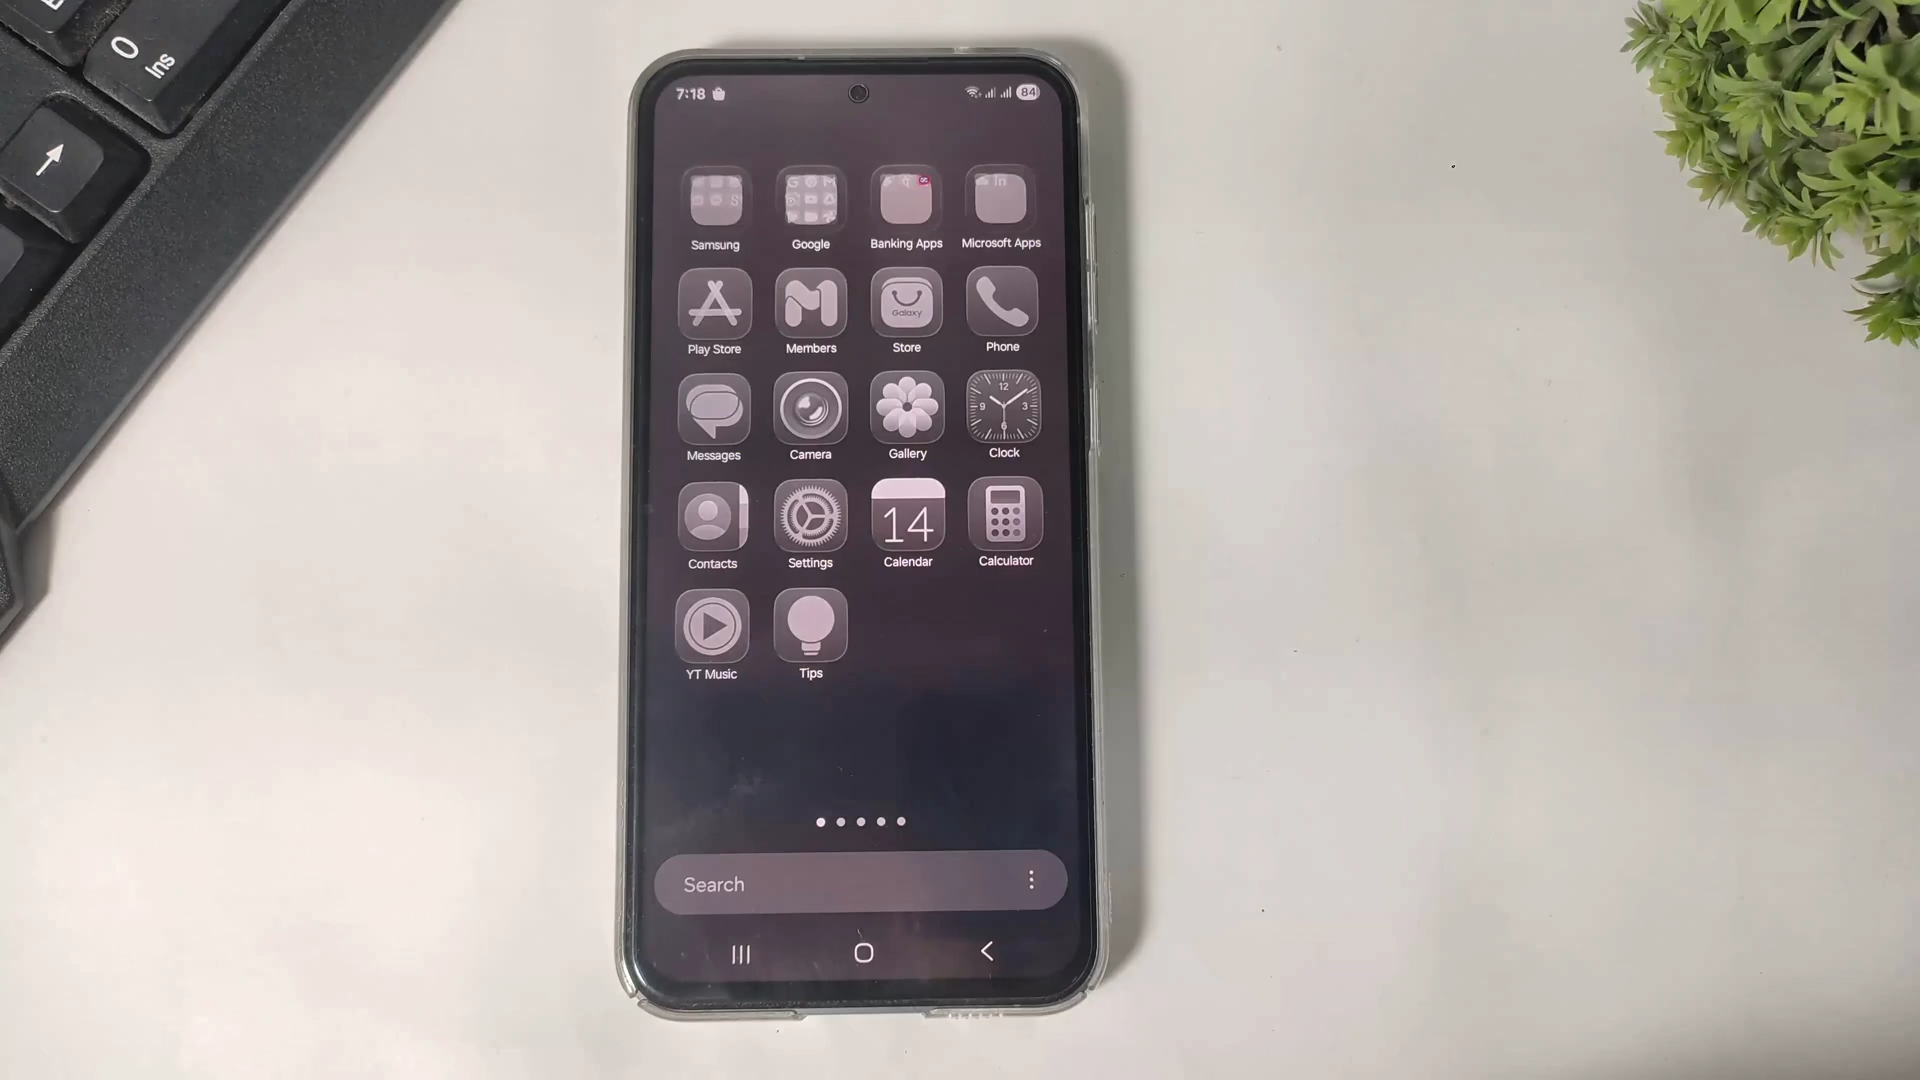 0
Ins
7:18 84
Samsung Google Banking Apps Microsoft Apps
Galaxy
Play Store Members Store Phone
12
9 3
6
Messages Camera Gallery Clock
14
Contacts Settings Calendar Calculator
YT Music Tips
Search